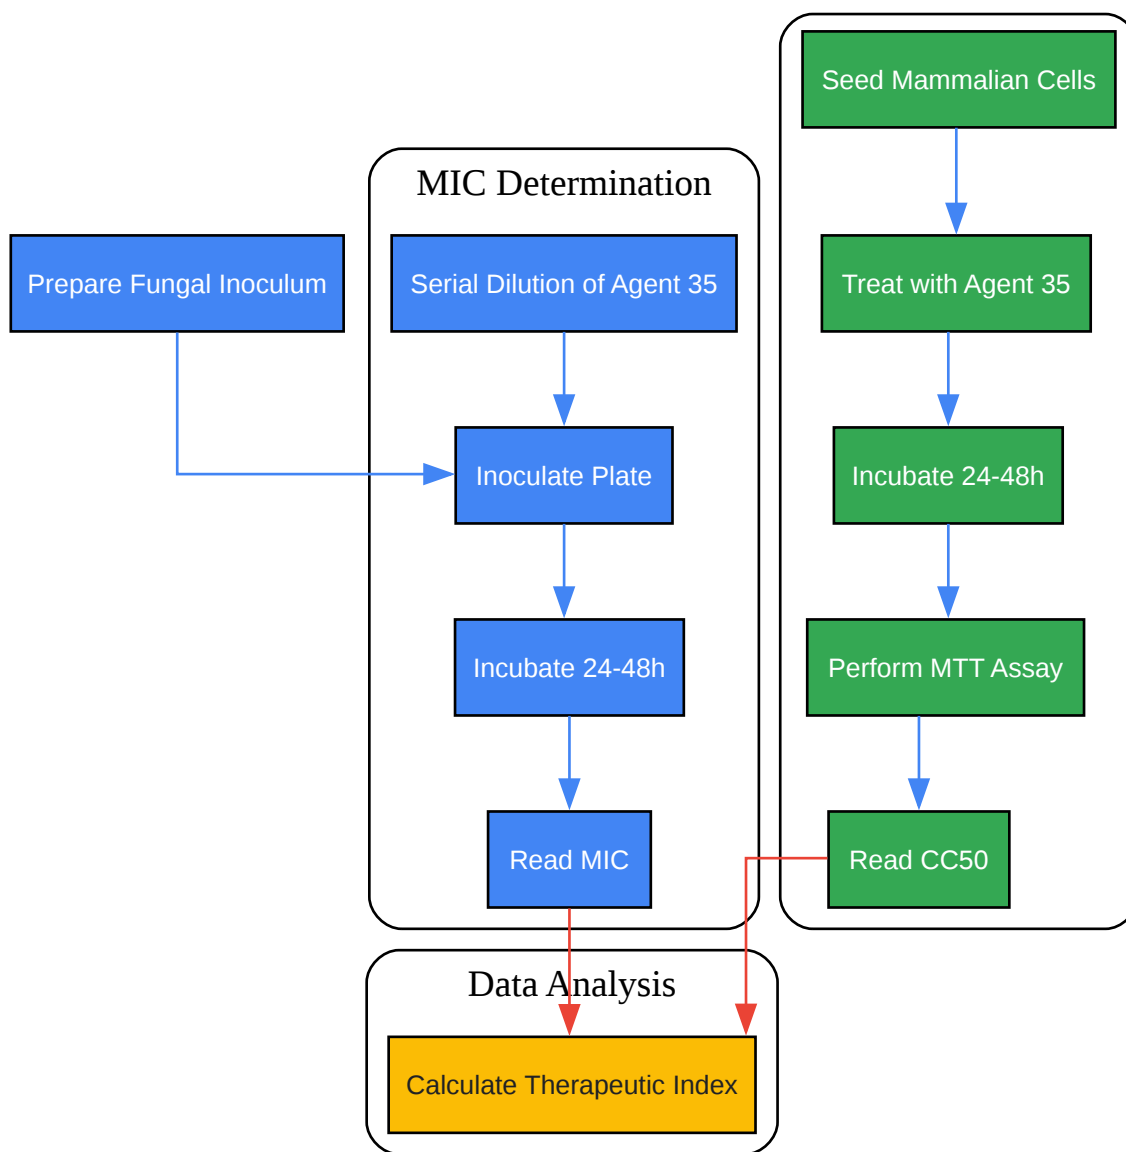 Seed Mammalian Cells
MIC Determination
Prepare Fungal Inoculum
Serial Dilution of Agent 35
Treat with Agent 35
Inoculate Plate
Incubate 24-48h
Incubate 24-48h
Perform MTT Assay
Read MIC
Read CC50
Data Analysis
Calculate Therapeutic Index